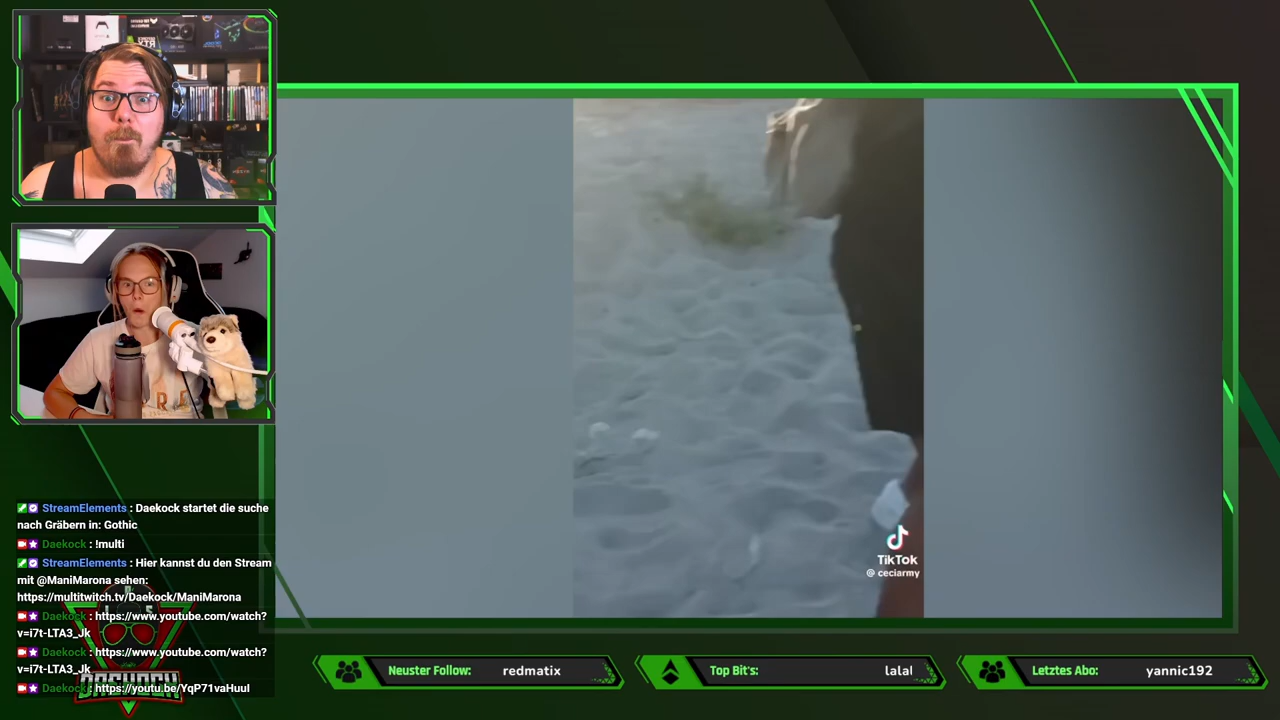 StreamElements : Daekock startet die suche
nach Gräbern in: Gothic
Daekock : !multi
StreamElements : Hier kannst du den Stream
mit @ManiMarona sehen:
https://multitwitch.tv/Daekock/ManiMarona
Daekock : https://www.youtube.com/watch?
v=i7t-LTA3_Jk
Daekock : https://www.youtube.com/watch?
v=i7t-LTA3_Jk
Daekock : https://youtu.be/YqP71vaHuuI
DAEKOCK
TikTok
@ ceciarmy
Neuster Follow: redmatix
Top Bit's: lalal
Letztes Abo: yannic192